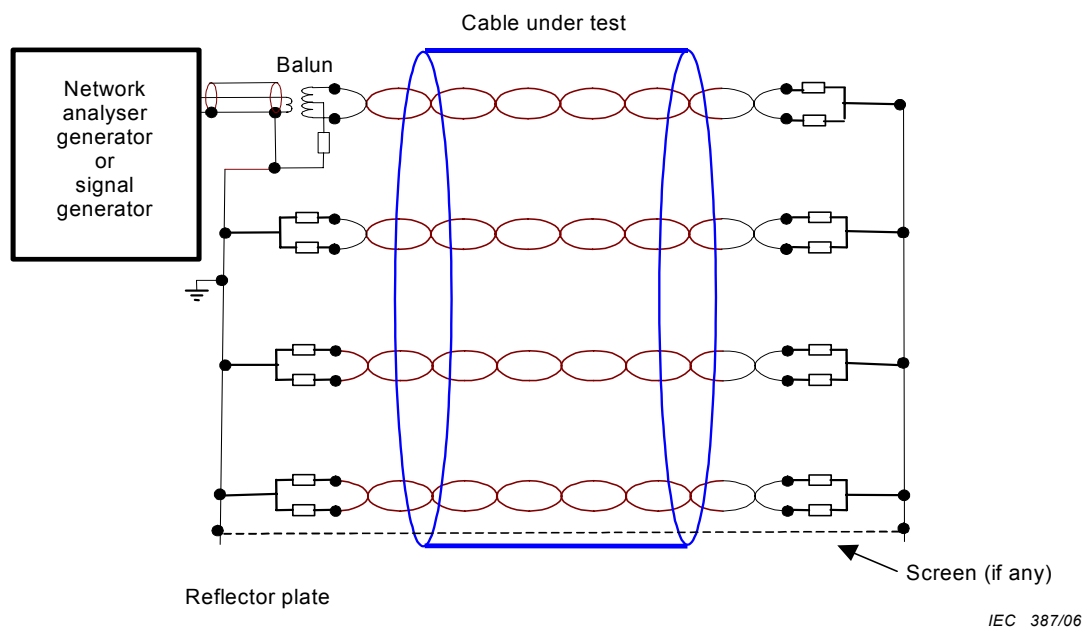 Cable under test
Balun
Network
analyser
generator
or
signal
generator
Screen (if any)
Reflector plate
IEC 387/06